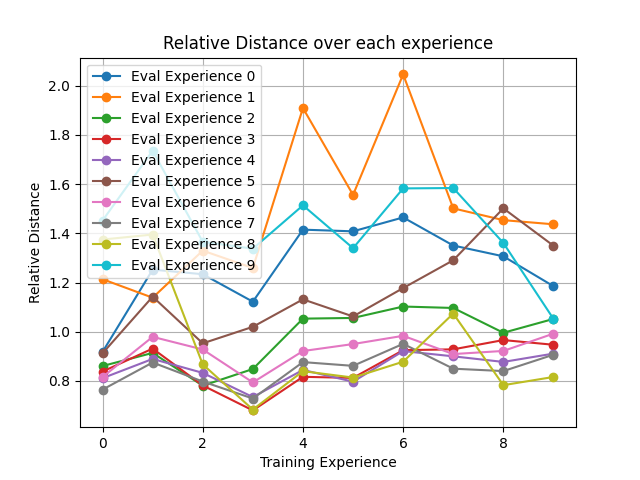 Relative Distance over each experience
Eval Experience 0
Eval Experience 1
Eval Experience 2
Eval Experience 3
Eval Experience 4
Eval Experience 5
Eval Experience 6
Eval Experience 7
Eval Experience 8
Eval Experience 9
2.0
1.8
1.6
1.4
1.2
1.0
0.8
Relative Distance
0 2 4 6 8
Training Experience